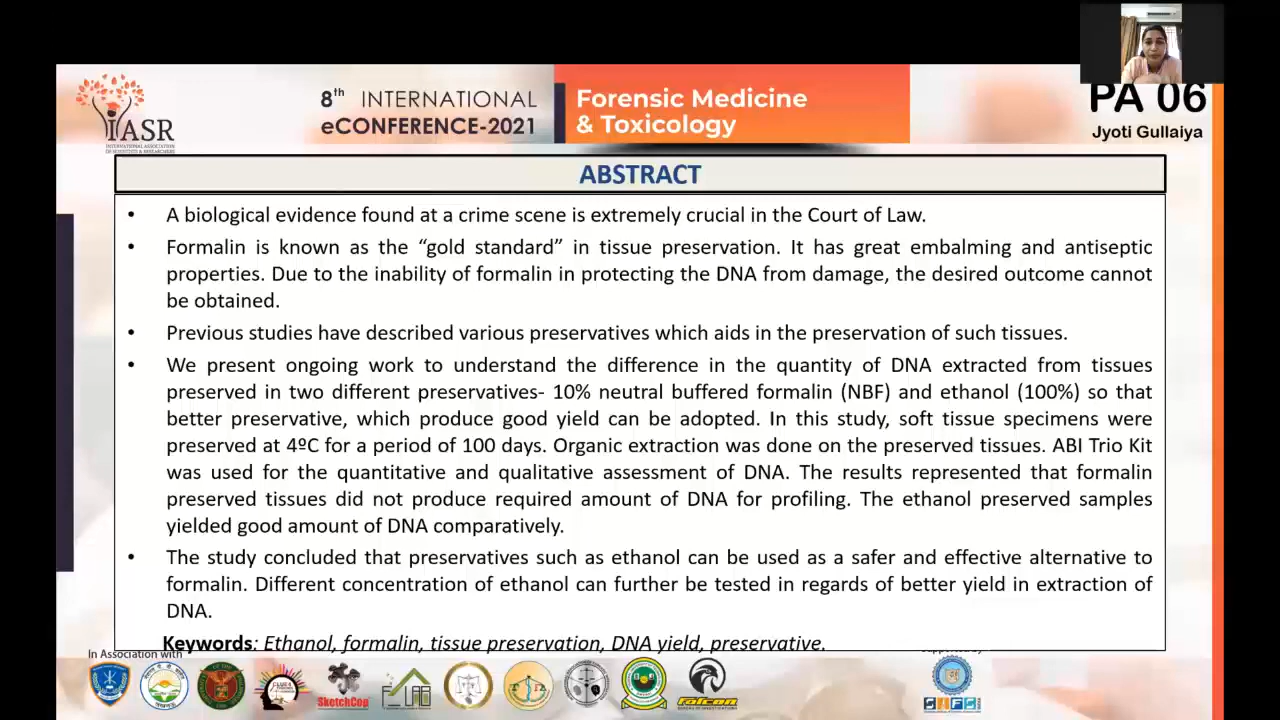 8th INTERNATIONAL
eCONFERENCE-2021
Forensic Medicine
& Toxicology
PA 06
Jyoti Gullaiya
iASR
INTERNATIONAL ASSOCIATION
OF SCIENTISTS & RESEARCHERS
ABSTRACT
• A biological evidence found at a crime scene is extremely crucial in the Court of Law.
• Formalin is known as the “gold standard” in tissue preservation. It has great embalming and antiseptic
properties. Due to the inability of formalin in protecting the DNA from damage, the desired outcome cannot
be obtained.
• Previous studies have described various preservatives which aids in the preservation of such tissues.
• We present ongoing work to understand the difference in the quantity of DNA extracted from tissues
preserved in two different preservatives- 10% neutral buffered formalin (NBF) and ethanol (100%) so that
better preservative, which produce good yield can be adopted. In this study, soft tissue specimens were
preserved at 4ºC for a period of 100 days. Organic extraction was done on the preserved tissues. ABI Trio Kit
was used for the quantitative and qualitative assessment of DNA. The results represented that formalin
preserved tissues did not produce required amount of DNA for profiling. The ethanol preserved samples
yielded good amount of DNA comparatively.
• The study concluded that preservatives such as ethanol can be used as a safer and effective alternative to
formalin. Different concentration of ethanol can further be tested in regards of better yield in extraction of
DNA.
Keywords: Ethanol, formalin, tissue preservation, DNA yield, preservative.
In Association with
Supported by
SketchCop
LAB
falcon
SIFS